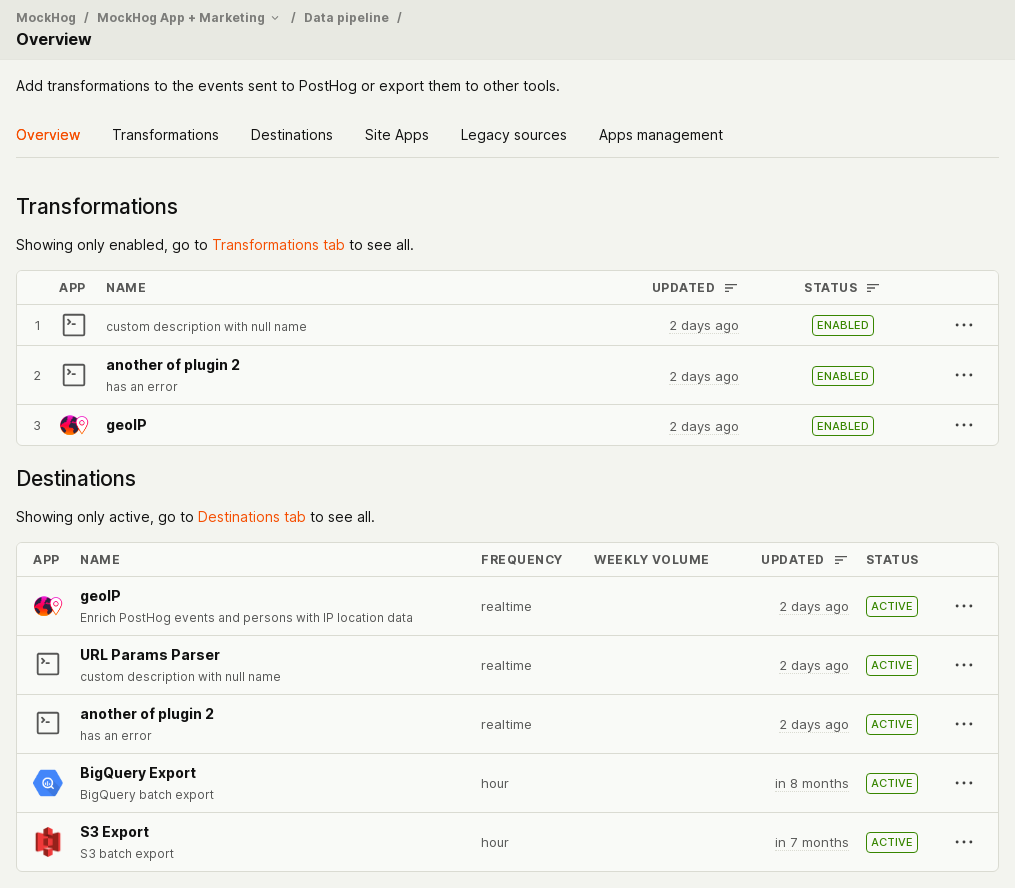 MockHog / MockHog App + Marketing / Data pipeline /
Overview
Add transformations to the events sent to PostHog or export them to other tools.
Overview Transformations Destinations Site Apps Legacy sources Apps management
Transformations
Showing only enabled, go to Transformations tab to see all.
APP NAME UPDATED STATUS
1 custom description with null name 2 days ago ENABLED
2 another of plugin 2 2 days ago ENABLED
has an error
3 geoIP 2 days ago ENABLED
Destinations
Showing only active, go to Destinations tab to see all.
APP NAME FREQUENCY WEEKLY VOLUME UPDATED STATUS
geoIP realtime 2 days ago ACTIVE
Enrich PostHog events and persons with IP location data
URL Params Parser realtime 2 days ago ACTIVE
custom description with null name
another of plugin 2 realtime 2 days ago ACTIVE
has an error
BigQuery Export hour in 8 months ACTIVE
BigQuery batch export
S3 Export hour in 7 months ACTIVE
S3 batch export